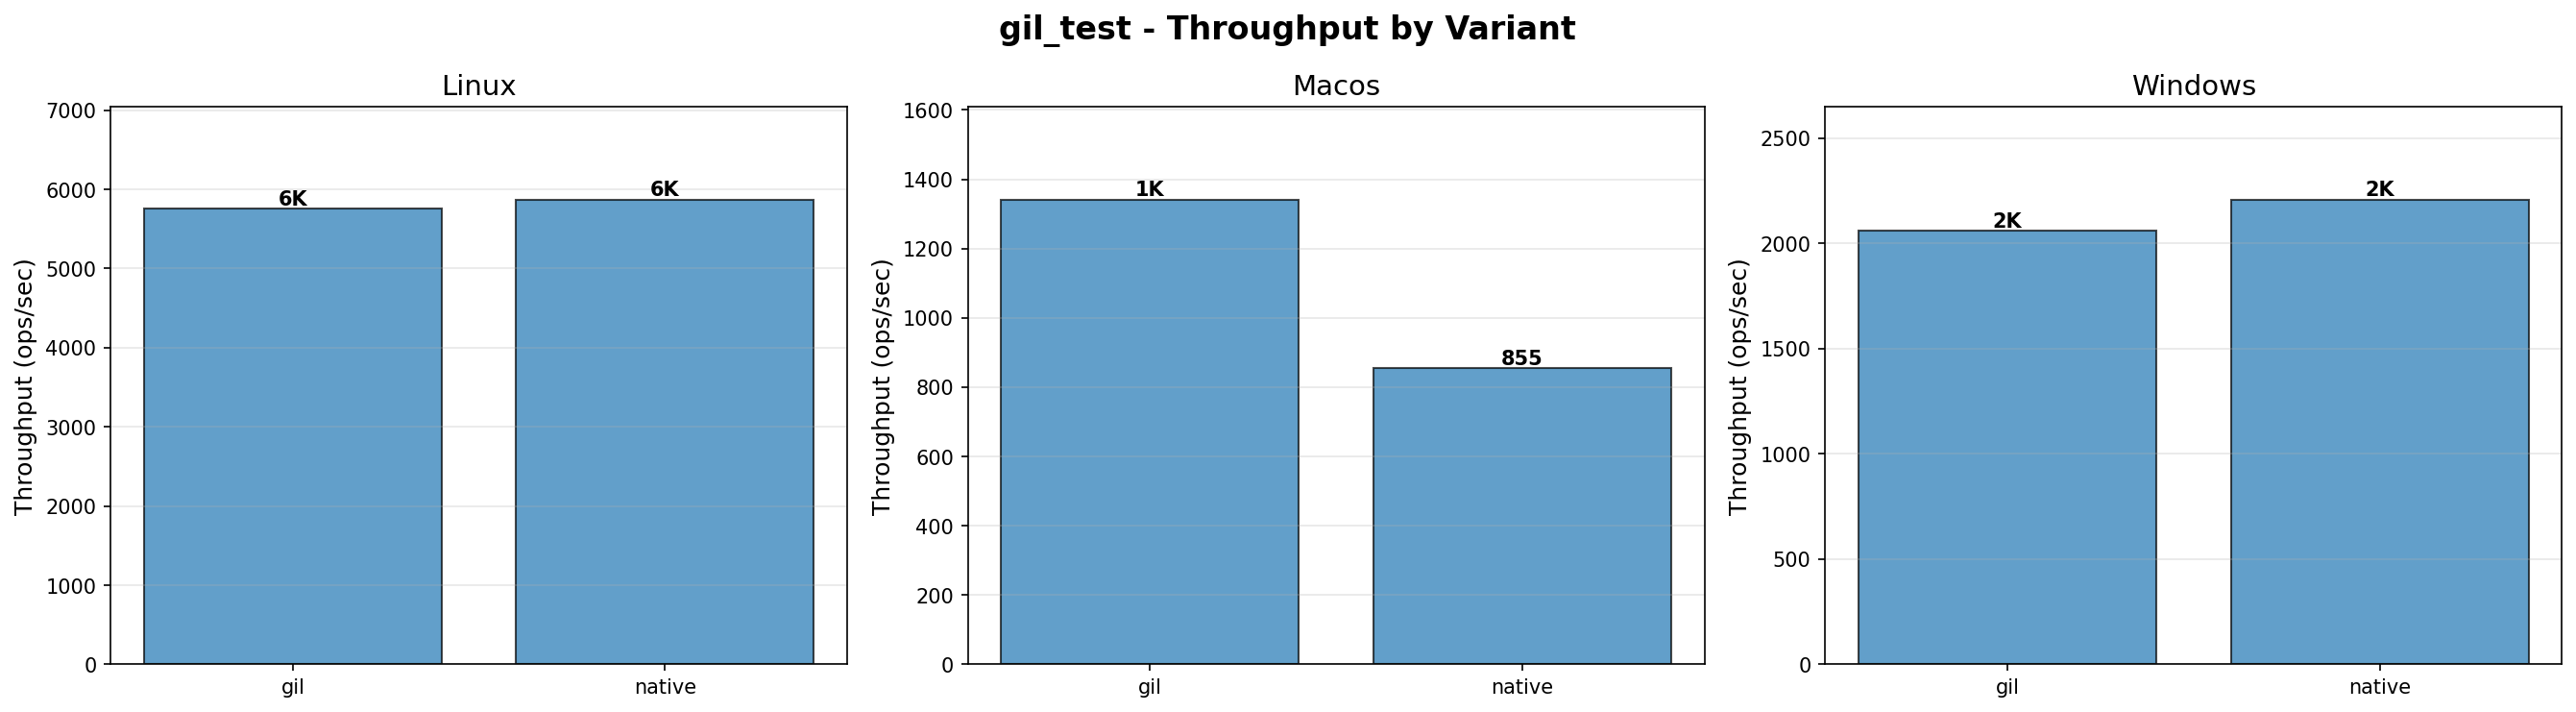 gil_test - Throughput by Variant
Linux
Throughput (ops/sec)
7000
6000
5000
4000
3000
2000
1000
0
6K
6K
gil
native
Macos
Throughput (ops/sec)
1600
1400
1200
1000
800
600
400
200
0
1K
855
gil
native
Windows
Throughput (ops/sec)
2500
2000
1500
1000
500
0
2K
2K
gil
native